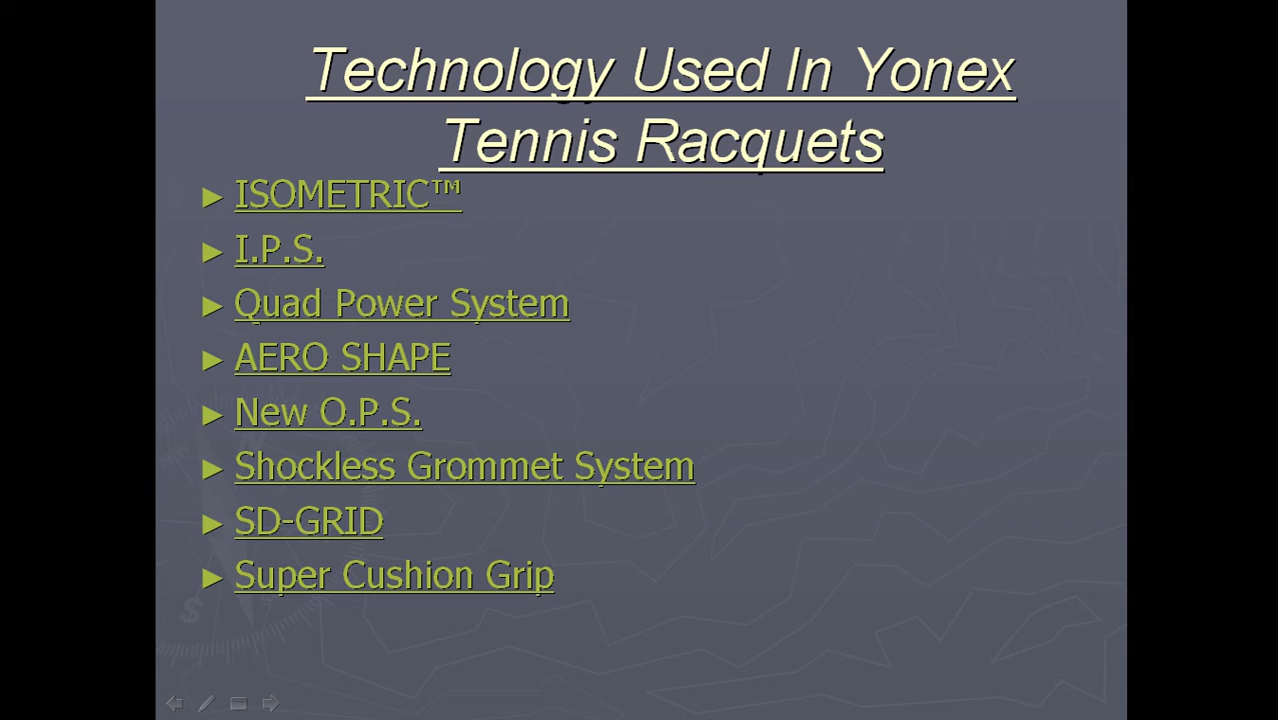 Technology Used In Yonex
Tennis Racquets
► ISOMETRIC™
► I.P.S.
► Quad Power System
► AERO SHAPE
► New O.P.S.
► Shockless Grommet System
► SD-GRID
► Super Cushion Grip
S